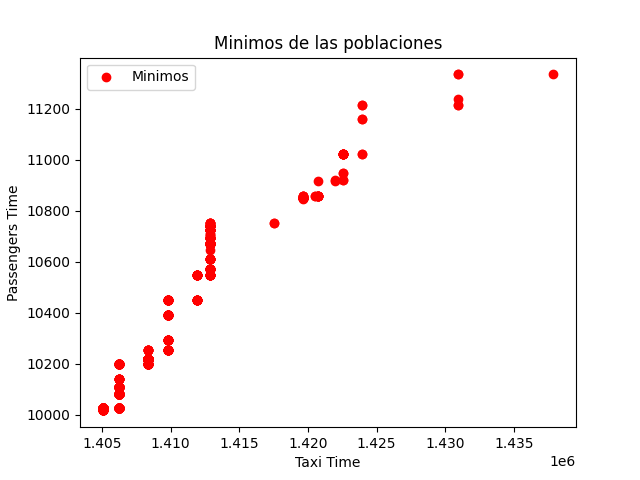 Minimos de las poblaciones
Minimos
Passengers Time
11200
11000
10800
10600
10400
10200
10000
1.405 1.410 1.415 1.420 1.425 1.430 1.435
1e6
Taxi Time